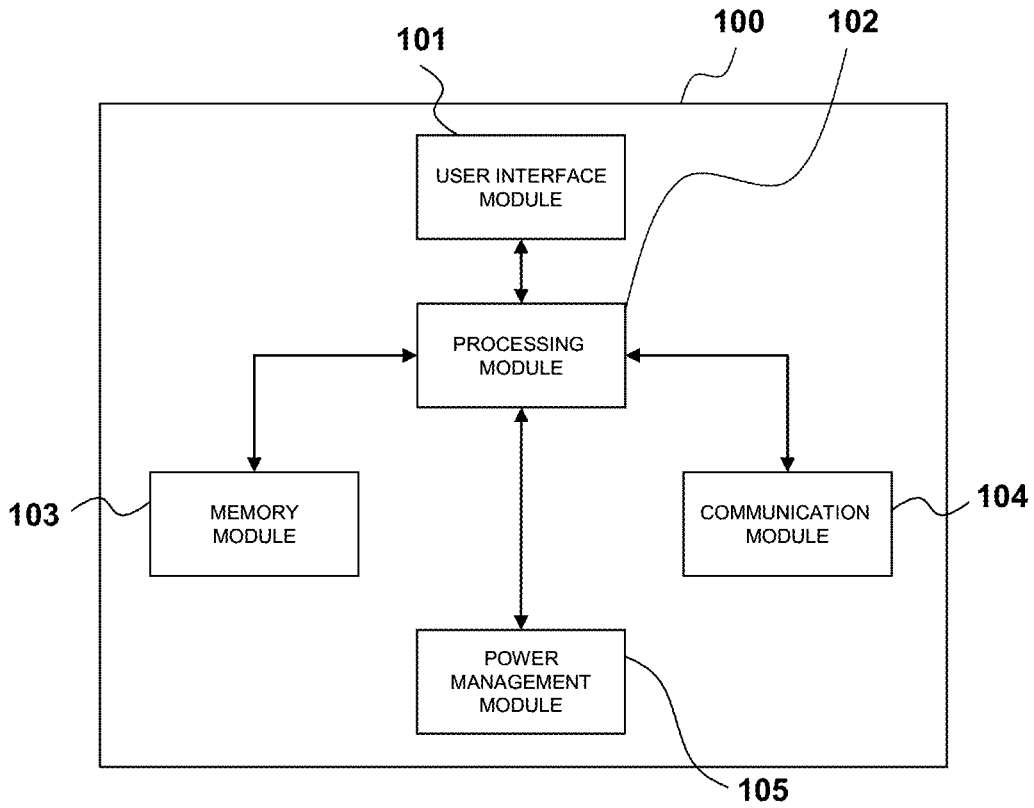 100
102
101
USER INTERFACE
MODULE
PROCESSING
MODULE
103
MEMORY
MODULE
COMMUNICATION
MODULE
104
POWER
MANAGEMENT
MODULE
105